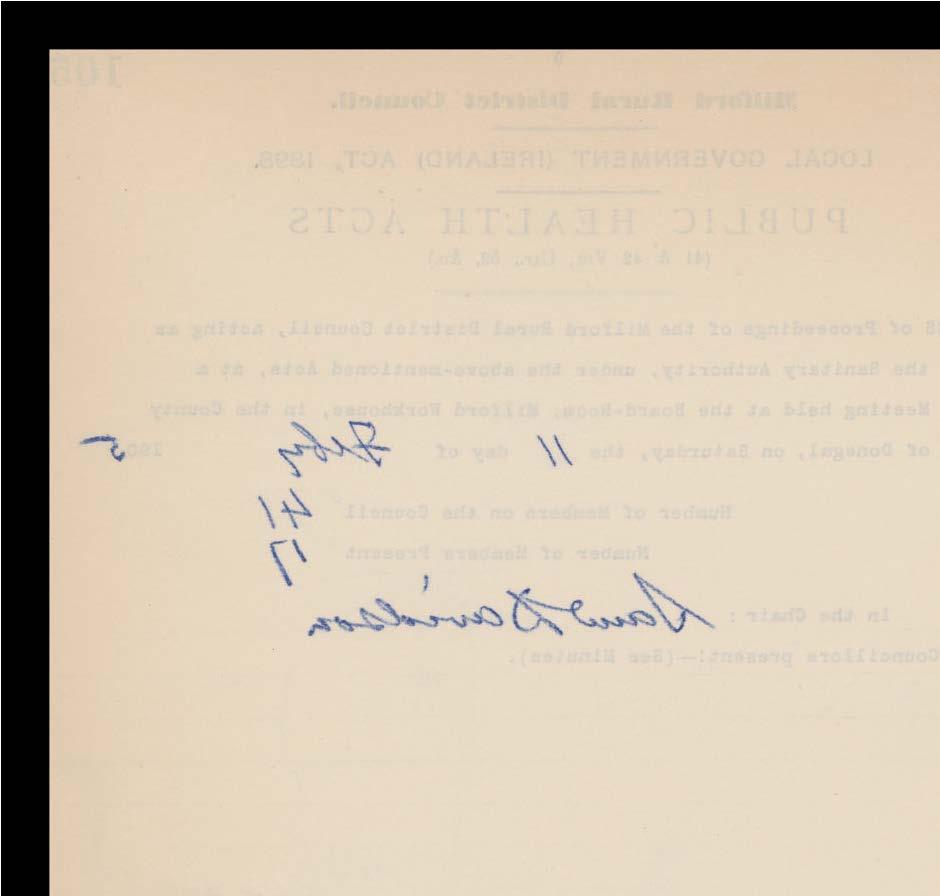 105
Milford Rural District Council.
LOCAL GOVERNMENT (IRELAND) ACT, 1898.
PUBLIC HEALTH ACTS
(41 & 42 Vic., Cap., 52, &c.)
of Proceedings of the Milford Rural District Council, acting as
the Sanitary Authority, under the above-mentioned Acts, at a
Meeting held at the Board-Room, Milford Workhouse, in the County
of Donegal, on Saturday, the 11 day of Feby 1905
Number of Members on the Council 41
Number of Members Present 17
In the Chair: Saml Davidson
Councillors present:—(See Minutes).